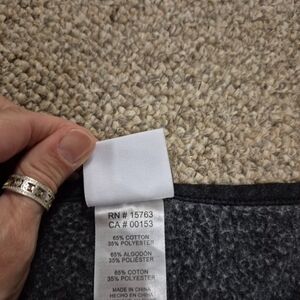 RN # 15763
CA # 00153
65% COTTON
35% POLYESTER
65% ALGODÓN
35% POLIÉSTER
65% COTON
35% POLYESTER
MADE IN CHINA
HECHO EN CHINA